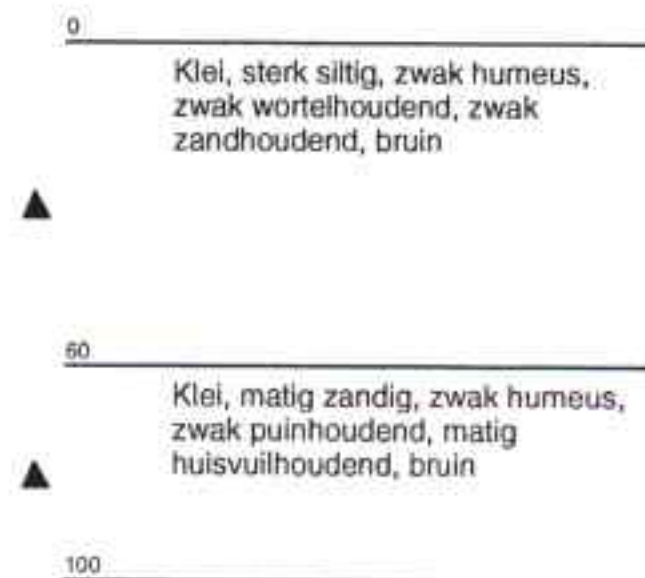 0
Klei, sterk siltig, zwak humeus,
zwak wortelhoudend, zwak
zandhoudend, bruin
60
Klei, matig zandig, zwak humeus,
zwak puinhoudend, matig
huisvuilhoudend, bruin
100